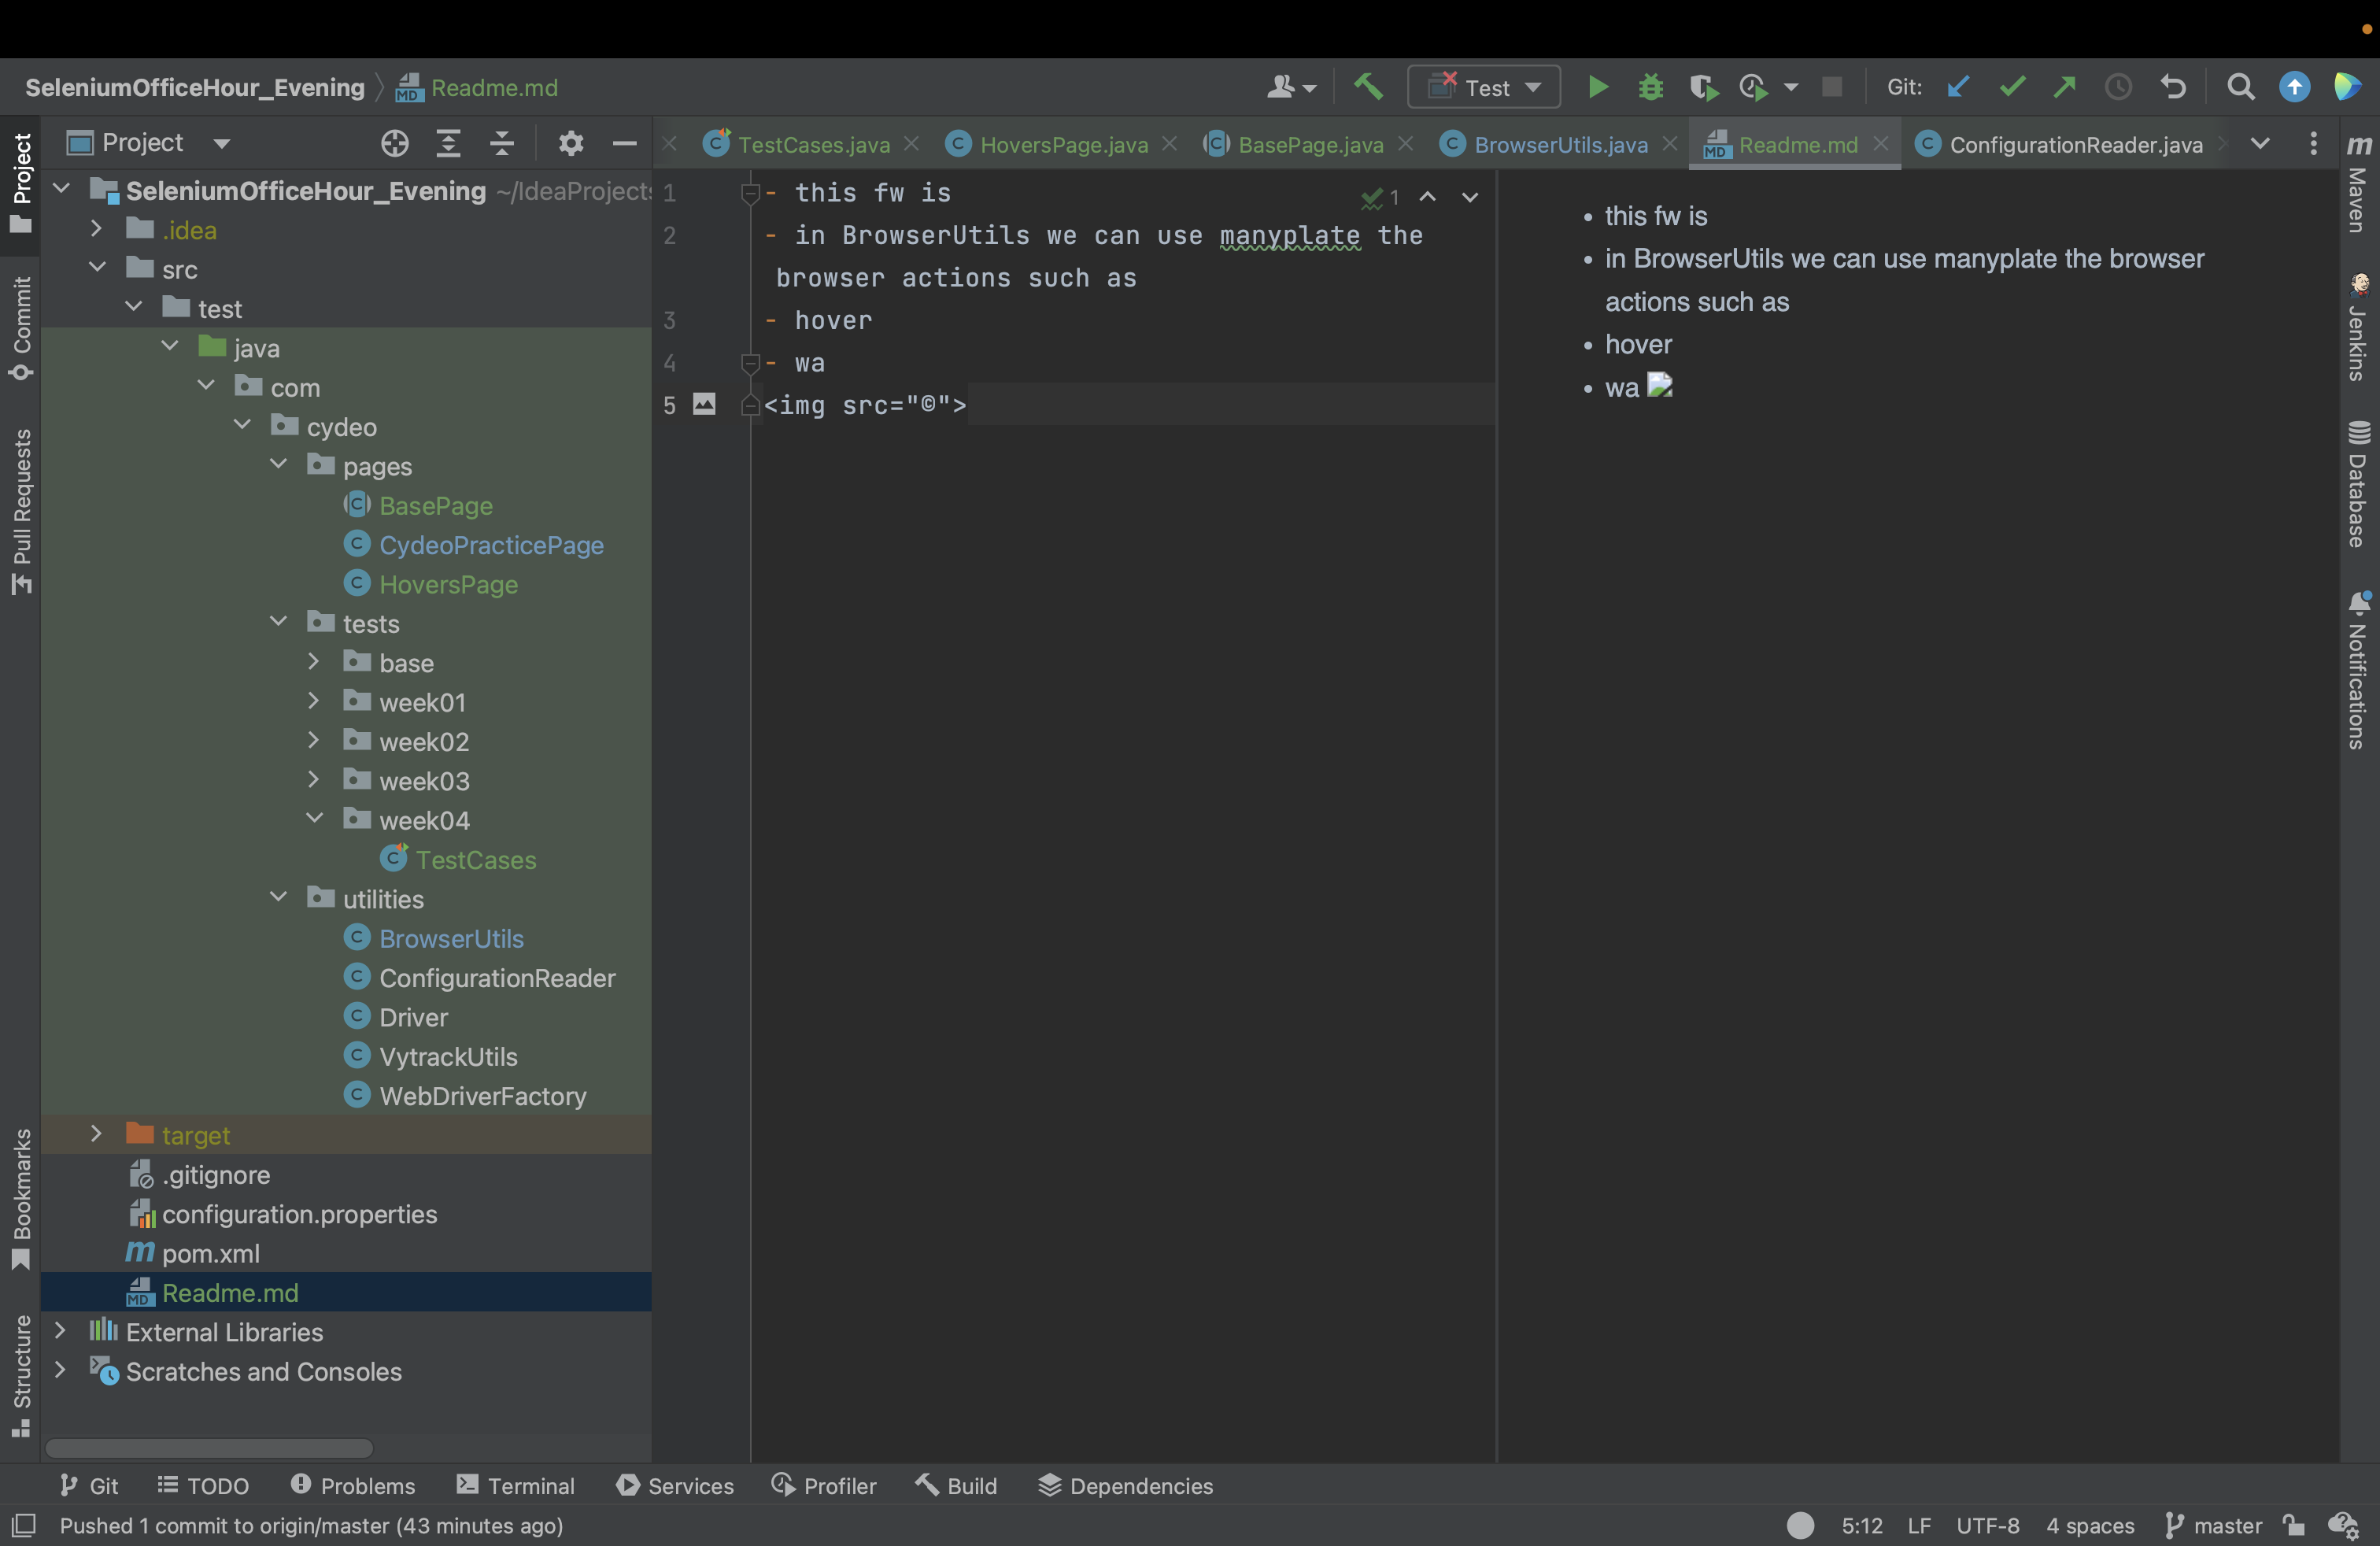 SeleniumOfficeHour_Evening
Readme.md
Test
Git:
Project
TestCases.java
HoversPage.java
BasePage.java
BrowserUtils.java
Readme.md
ConfigurationReader.java
SeleniumOfficeHour_Evening ~/IdeaProjects
.idea
src
test
java
com
cydeo
pages
BasePage
CydeoPracticePage
HoversPage
tests
base
week01
week02
week03
week04
TestCases
utilities
BrowserUtils
ConfigurationReader
Driver
VytrackUtils
WebDriverFactory
target
.gitignore
configuration.properties
pom.xml
Readme.md
External Libraries
Scratches and Consoles
1 - this fw is
2 - in BrowserUtils we can use manyplate the
browser actions such as
3 - hover
4 - wa
5 <img src="©">
1
• this fw is
• in BrowserUtils we can use manyplate the browser
actions such as
• hover
• wa
Project
Commit
Pull Requests
Bookmarks
Structure
Maven
Jenkins
Database
Notifications
Git
TODO
Problems
Terminal
Services
Profiler
Build
Dependencies
Pushed 1 commit to origin/master (43 minutes ago)
5:12
LF
UTF-8
4 spaces
master